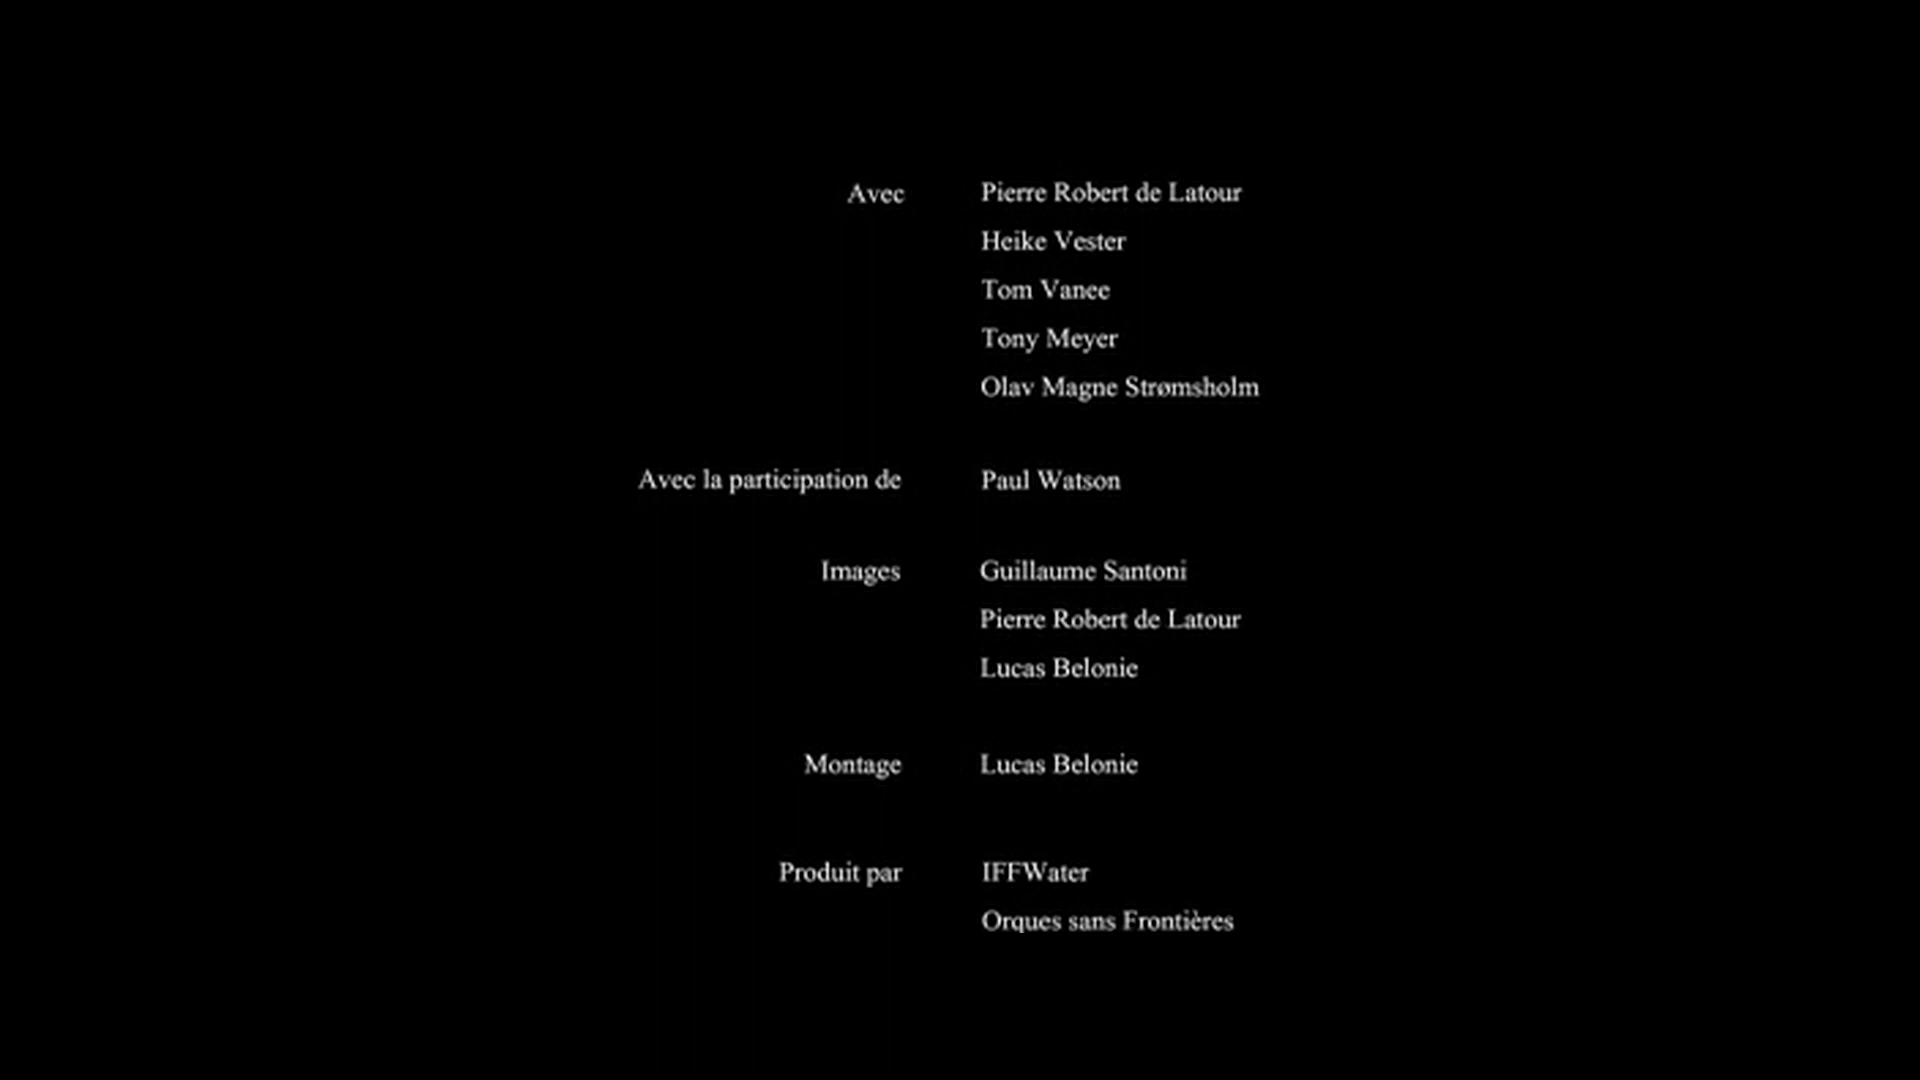 Avec Pierre Robert de Latour
Heike Vester
Tom Vanee
Tony Meyer
Olav Magne Strømsholm
Avec la participation de Paul Watson
Images Guillaume Santoni
Pierre Robert de Latour
Lucas Belonie
Montage Lucas Belonie
Produit par IFFWater
Orques sans Frontières